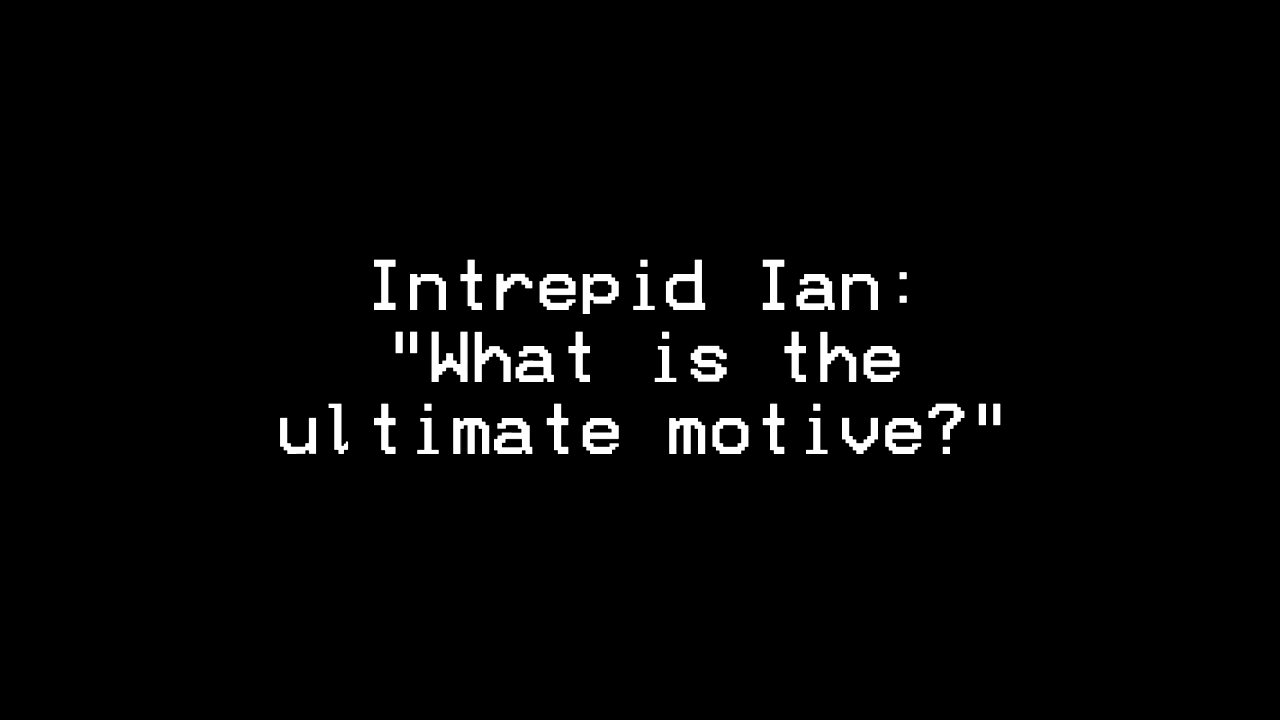 Intrepid Ian:
"What is the
ultimate motive?"